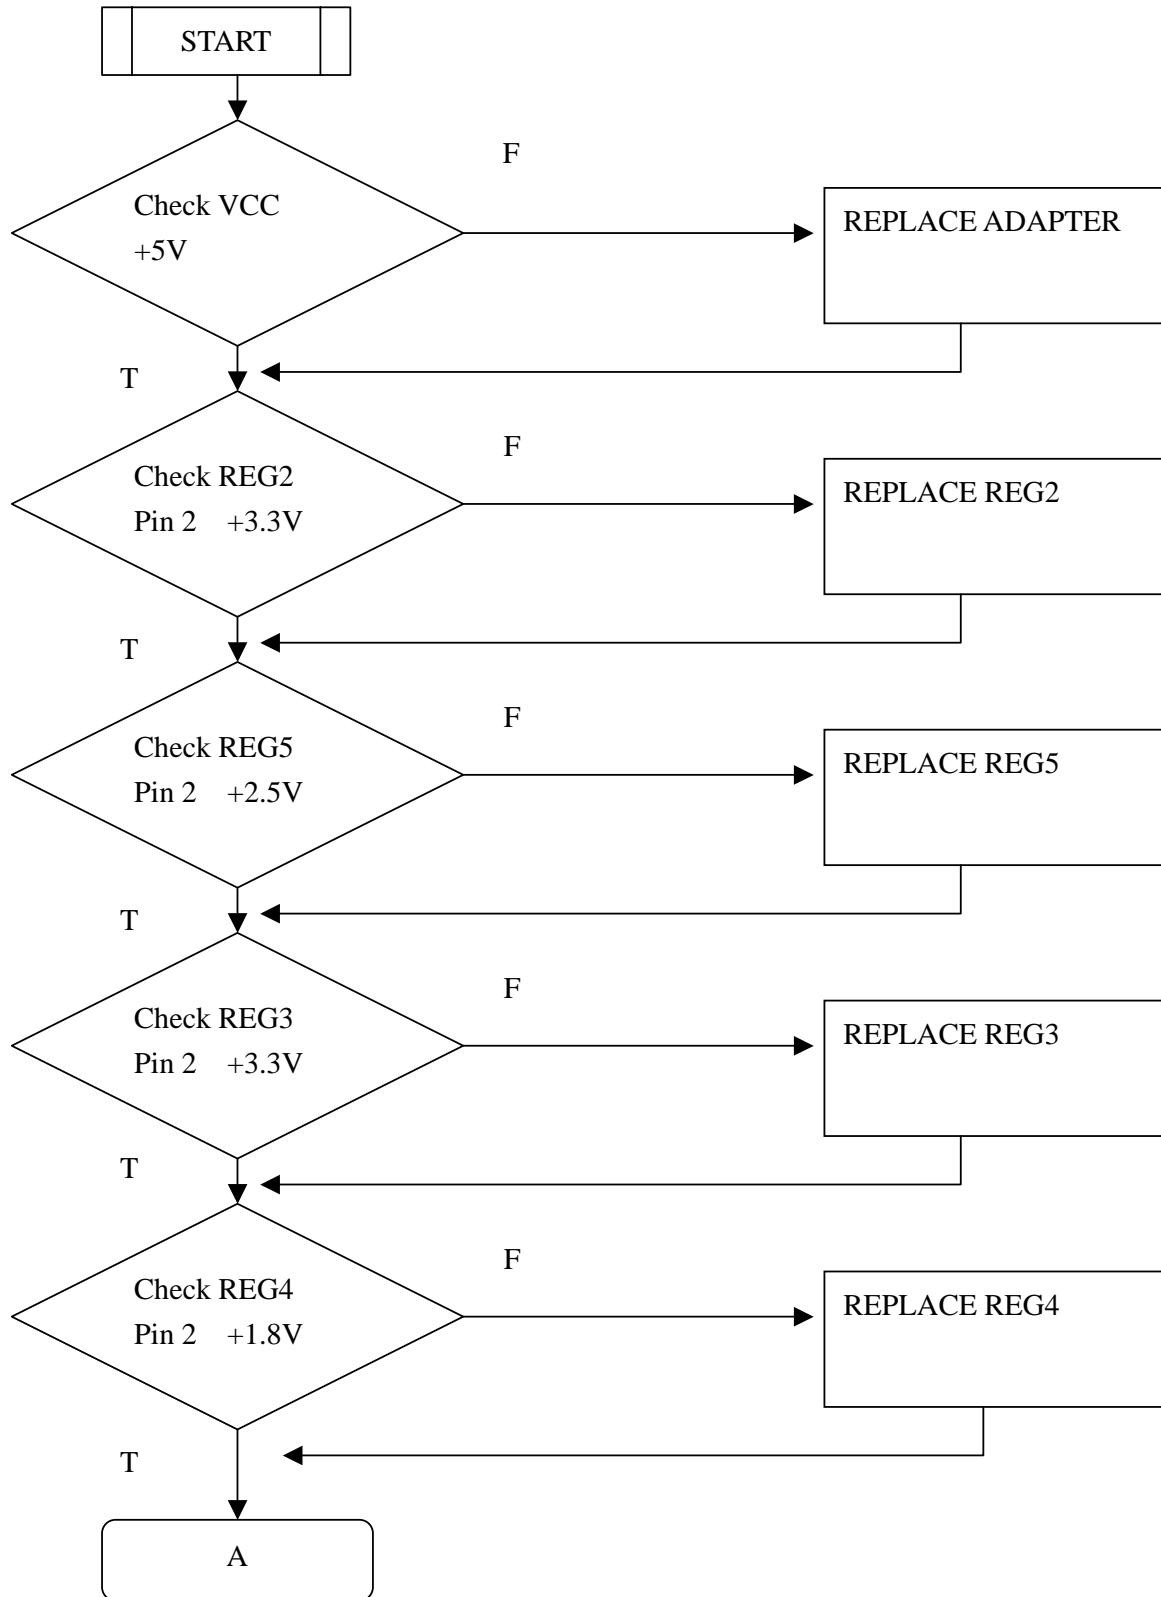 START
F
Check VCC
+5V
REPLACE ADAPTER
T
F
Check REG2
Pin 2 +3.3V
REPLACE REG2
T
F
Check REG5
Pin 2 +2.5V
REPLACE REG5
T
F
Check REG3
Pin 2 +3.3V
REPLACE REG3
T
F
Check REG4
Pin 2 +1.8V
REPLACE REG4
T
A